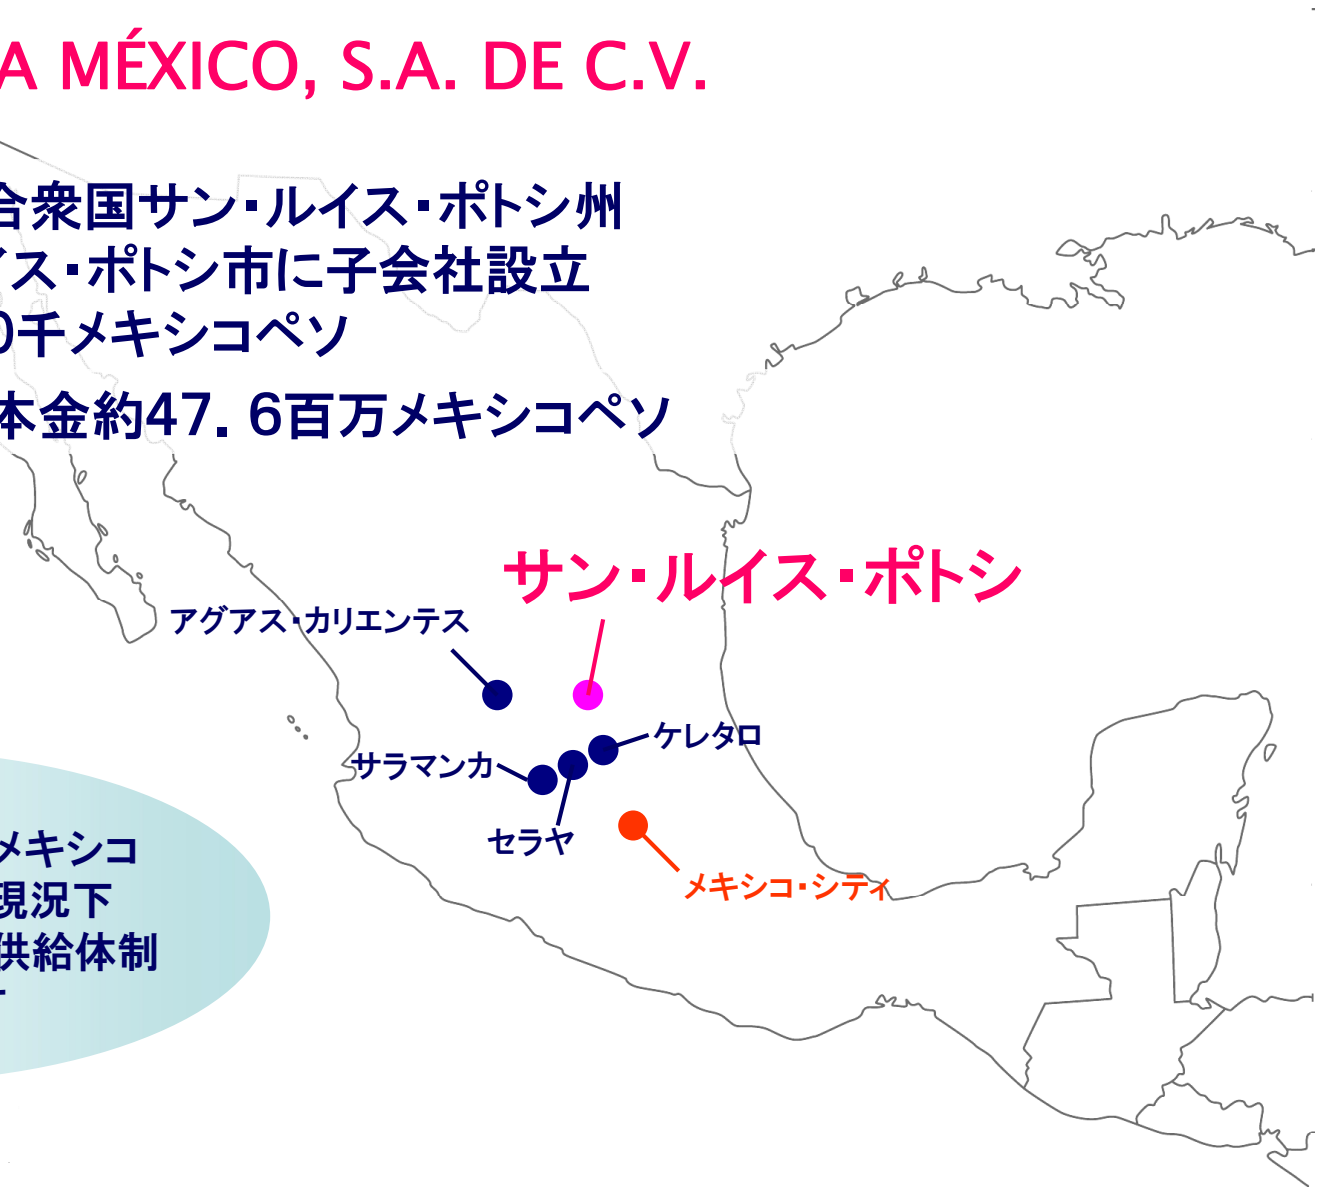 A MÉXICO, S.A. DE C.V.
合衆国サン・ルイス・ポトシ州
イス・ポトシ市に子会社設立
0千メキシコペソ
本金約47．6百万メキシコペソ
サン・ルイス・ポトシ
アグアス・カリエンテス
ケレタロ
サラマンカ
セラヤ
メキシコ・シティ
メキシコ
現況下
供給体制